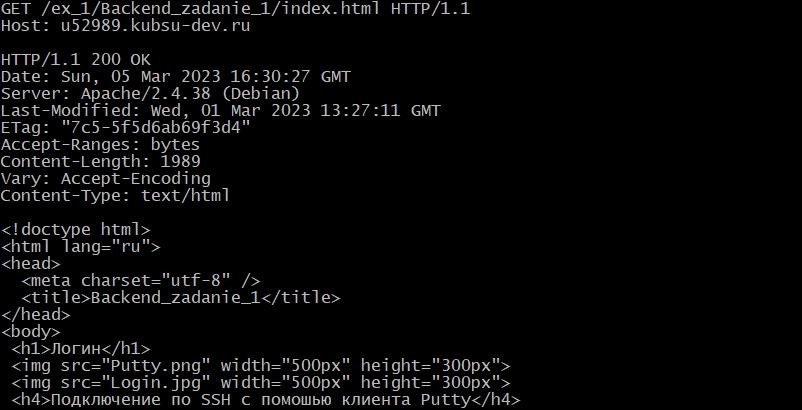 GET /ex_1/Backend_zadanie_1/index.html HTTP/1.1
Host: u52989.kubsu-dev.ru

HTTP/1.1 200 OK
Date: Sun, 05 Mar 2023 16:30:27 GMT
Server: Apache/2.4.38 (Debian)
Last-Modified: Wed, 01 Mar 2023 13:27:11 GMT
ETag: "7c5-5f5d6ab69f3d4"
Accept-Ranges: bytes
Content-Length: 1989
Vary: Accept-Encoding
Content-Type: text/html

<!doctype html>
<html lang="ru">
<head>
  <meta charset="utf-8" />
  <title>Backend_zadanie_1</title>
</head>
<body>
 <h1>Логин</h1>
 <img src="Putty.png" width="500px" height="300px">
 <img src="Login.jpg" width="500px" height="300px">
 <h4>Подключение по SSH с помошью клиента Putty</h4>